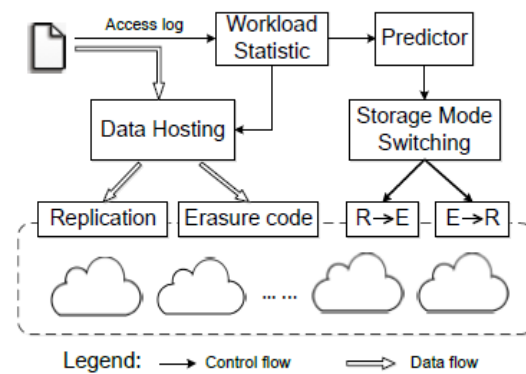 Access log
Workload
Statistic
Predictor
Data Hosting
Storage Mode
Switching
Replication
Erasure code
R→E
E→R
... ...
Legend:
Control flow
Data flow